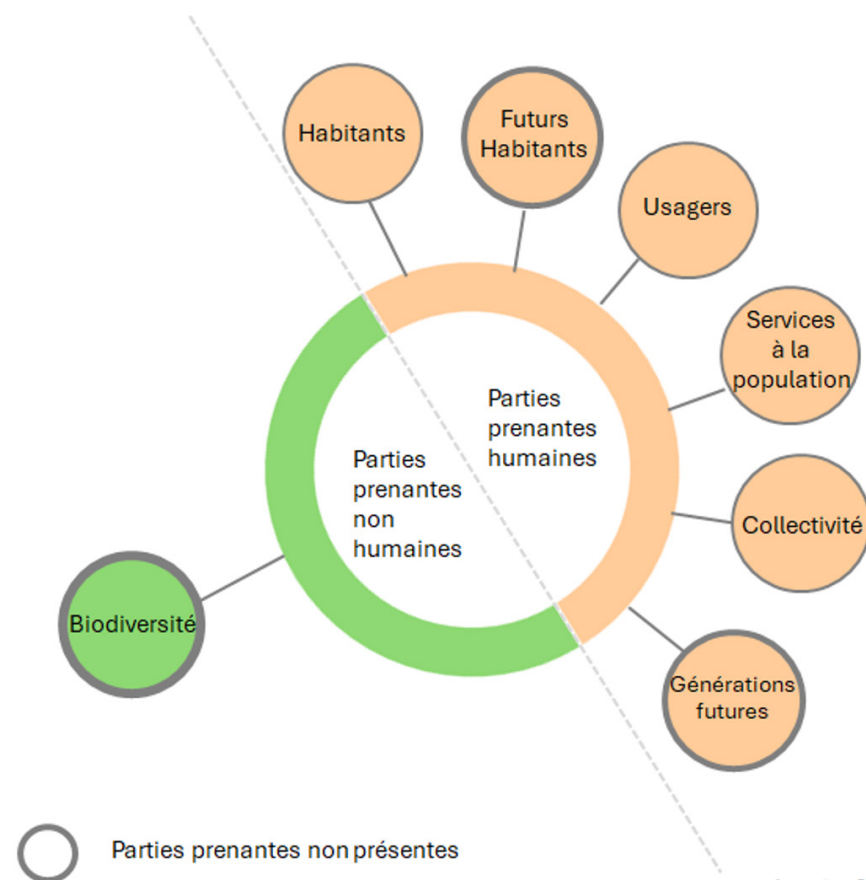 Habitants
Futurs
Habitants
Usagers
Services
à la
population
Parties
prenantes
humaines
Parties
prenantes
non
humaines
Collectivité
Biodiversité
Générations
futures
Parties prenantes non présentes